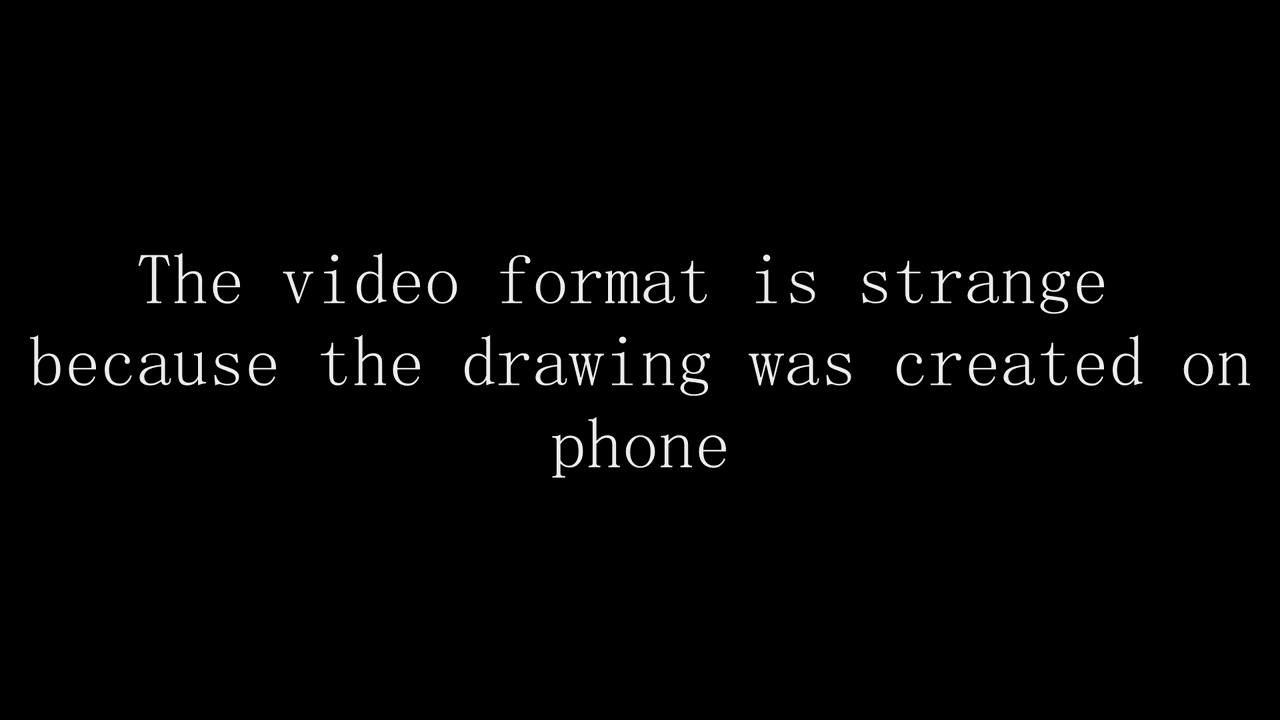 The video format is strange
because the drawing was created on
phone